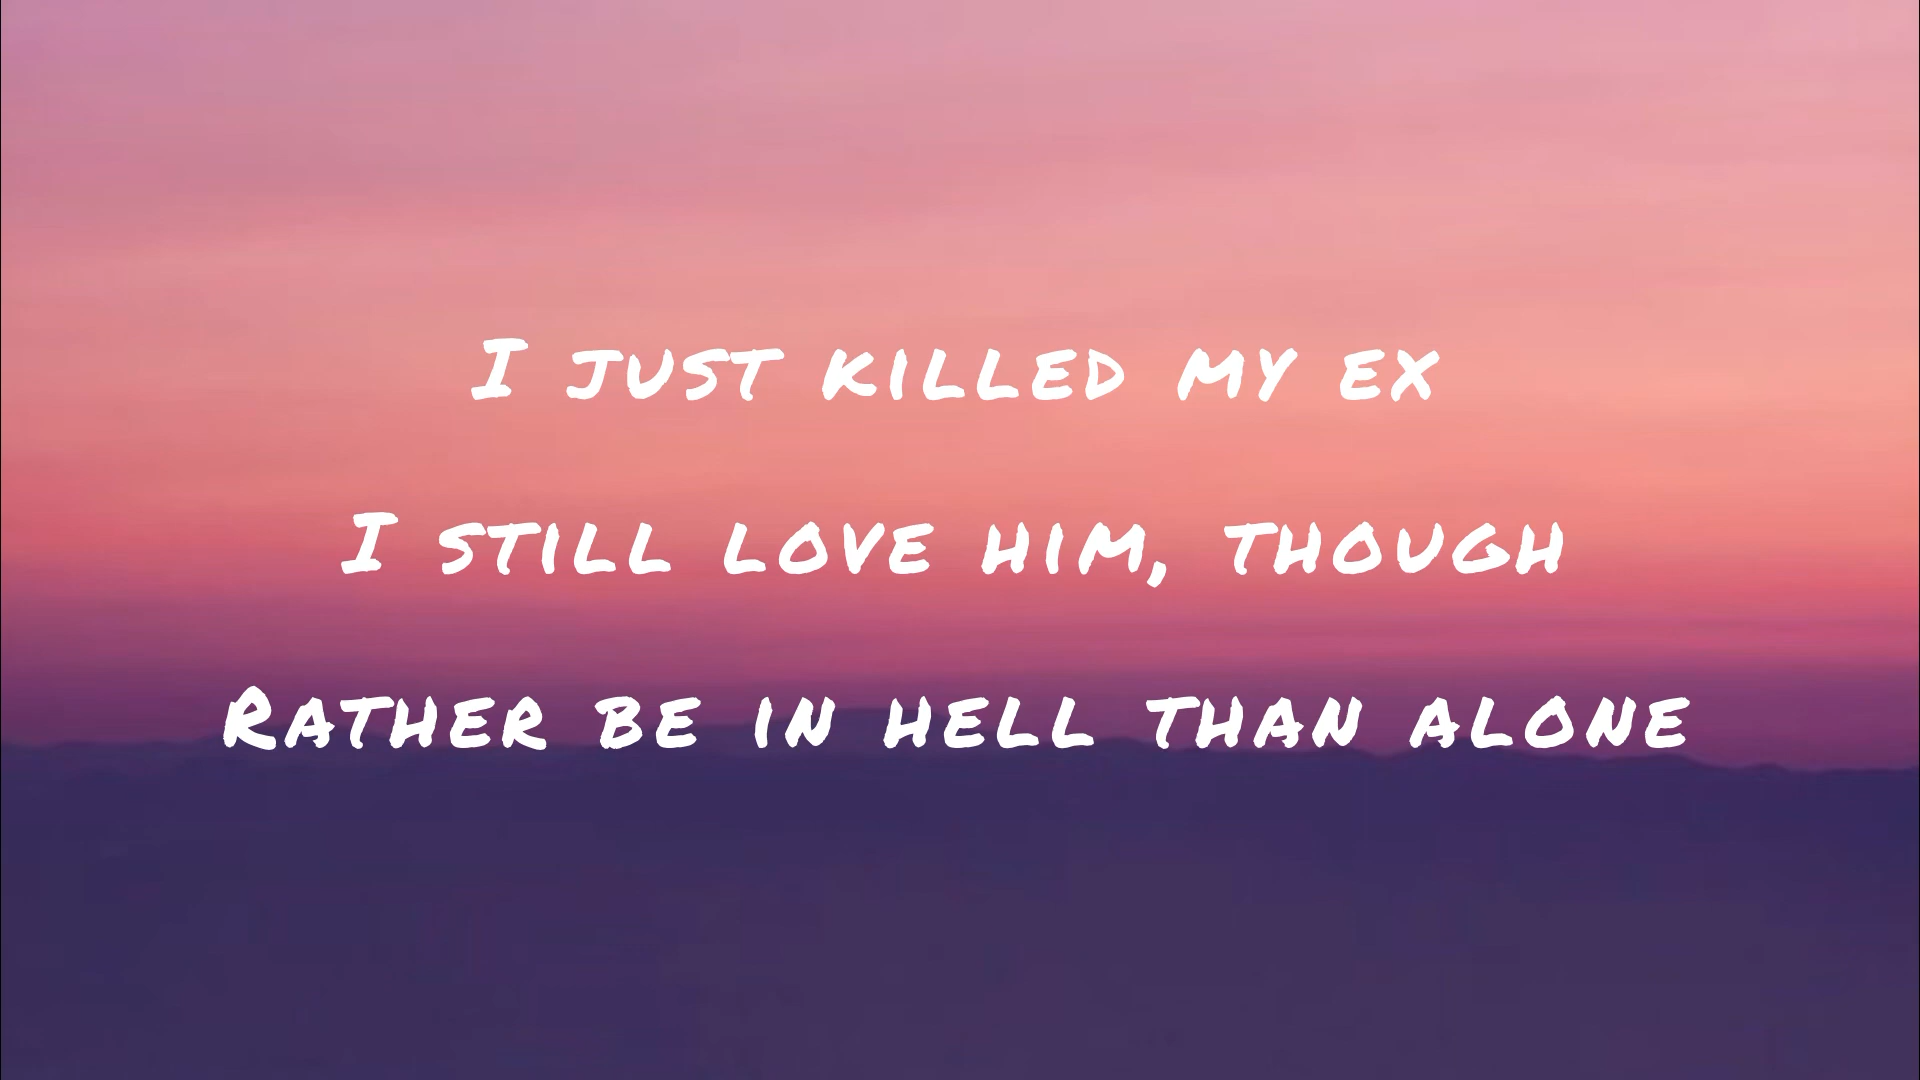 I just killed my ex
I still love him, though
Rather be in hell than alone